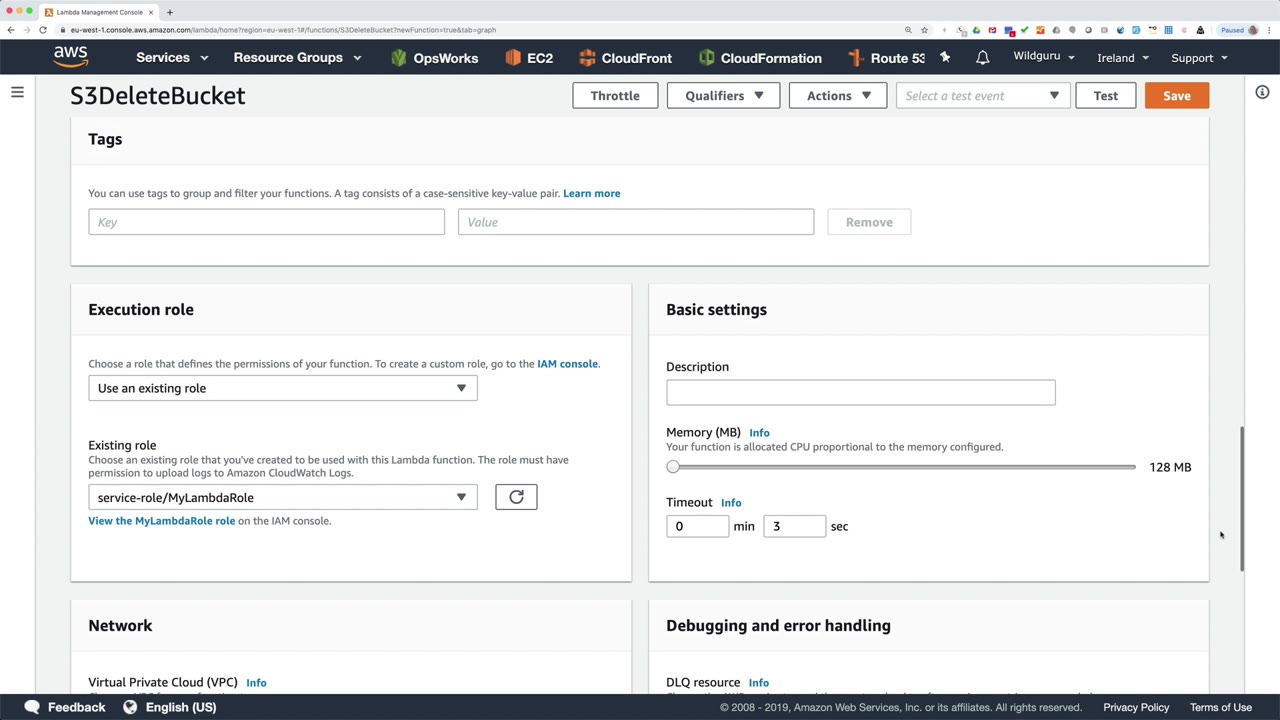 Lambda Management Console
eu-west-1.console.aws.amazon.com/lambda/home?region=eu-west-1#/functions/S3DeleteBucket?newFunction=true&tab=graph
Paused
aws
Services
Resource Groups
OpsWorks
EC2
CloudFront
CloudFormation
Route 53
Wildguru
Ireland
Support
S3DeleteBucket
Throttle
Qualifiers
Actions
Select a test event
Test
Save
Tags
You can use tags to group and filter your functions. A tag consists of a case-sensitive key-value pair. Learn more
Key
Value
Remove
Execution role
Choose a role that defines the permissions of your function. To create a custom role, go to the IAM console.
Use an existing role
Existing role
Choose an existing role that you've created to be used with this Lambda function. The role must have
permission to upload logs to Amazon CloudWatch Logs.
service-role/MyLambdaRole
View the MyLambdaRole role on the IAM console.
Basic settings
Description
Memory (MB) Info
Your function is allocated CPU proportional to the memory configured.
128 MB
Timeout Info
0 min 3 sec
Network
Virtual Private Cloud (VPC) Info
Debugging and error handling
DLQ resource Info
Feedback
English (US)
© 2008 - 2019, Amazon Web Services, Inc. or its affiliates. All rights reserved.
Privacy Policy
Terms of Use